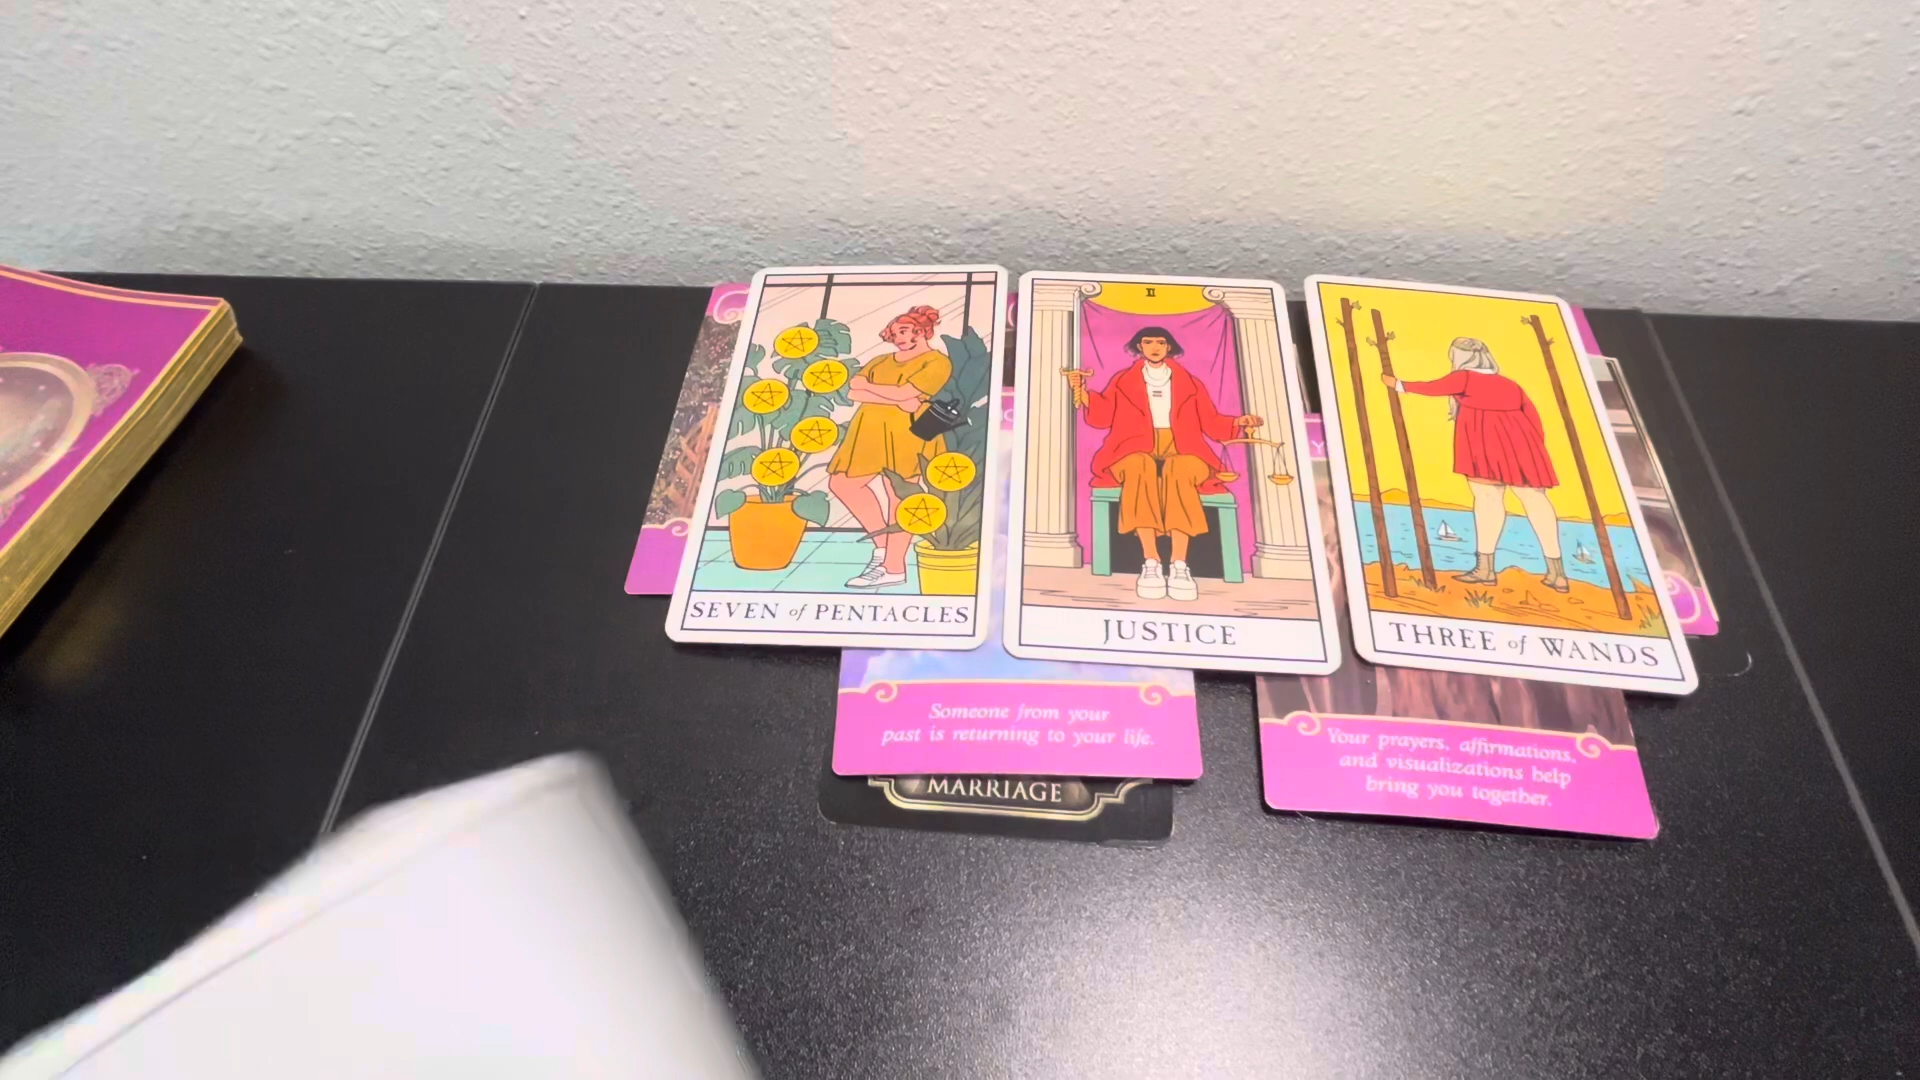 II
SEVEN of PENTACLES
JUSTICE
THREE of WANDS
Someone from your
past is returning to your life.
MARRIAGE
Your prayers, affirmations,
and visualizations help
bring you together.